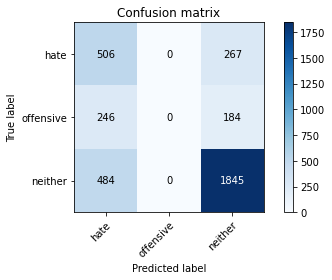 Confusion matrix
True label
hate
506
0
267
offensive
246
0
184
neither
484
0
1845
hate
offensive
neither
Predicted label
1750
1500
1250
1000
750
500
250
0